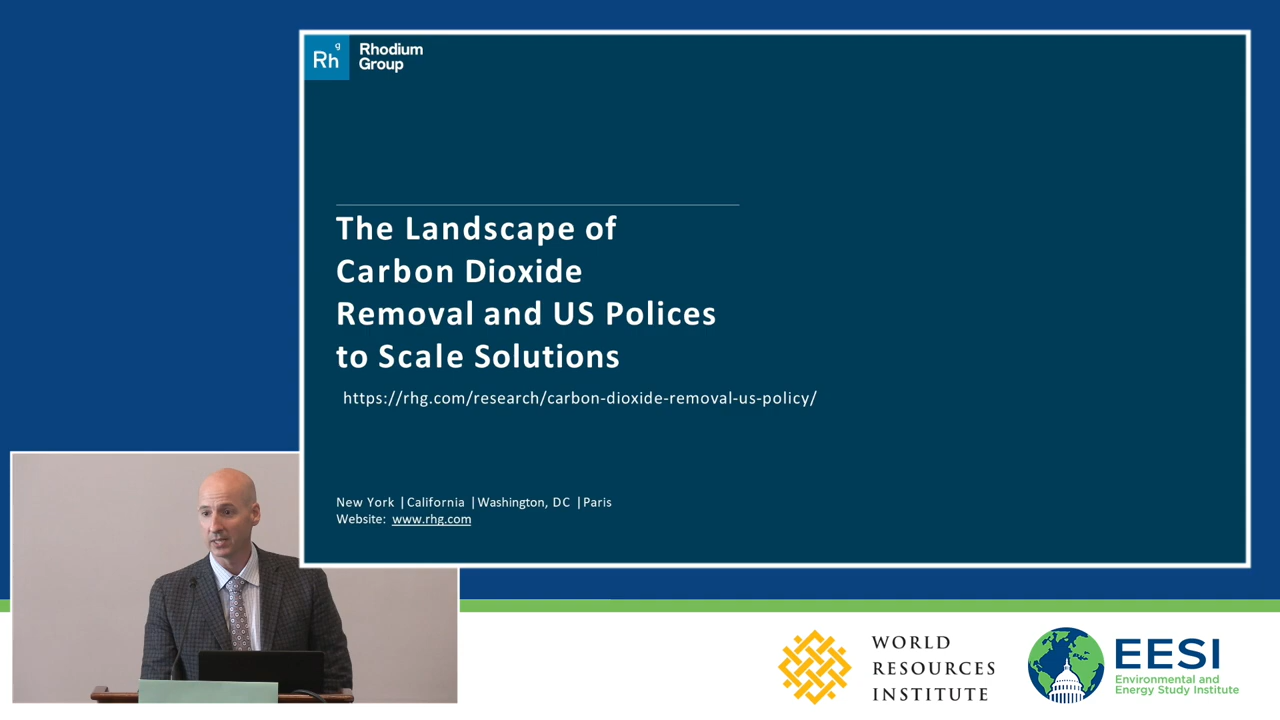 Rh g
Rhodium
Group
The Landscape of
Carbon Dioxide
Removal and US Polices
to Scale Solutions
https://rhg.com/research/carbon-dioxide-removal-us-policy/
New York |California |Washington, DC |Paris
Website: www.rhg.com
WORLD
RESOURCES
INSTITUTE
EESI
Environmental and
Energy Study Institute